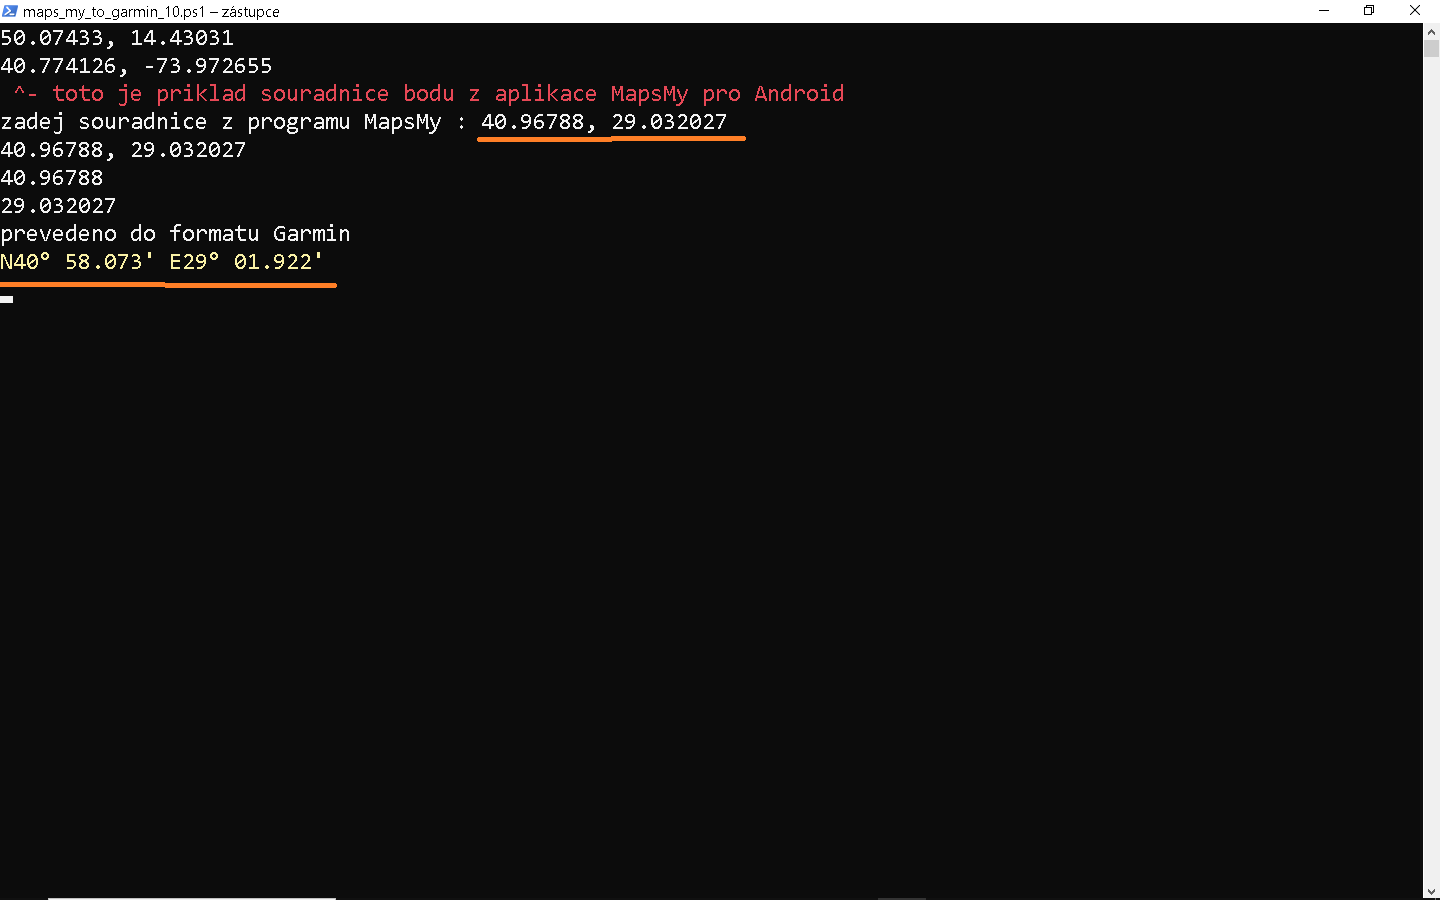 maps_my_to_garmin_10.ps1 – zástupce
50.07433, 14.43031
40.774126, -73.972655
^- toto je priklad souradnice bodu z aplikace MapsMy pro Android
zadej souradnice z programu MapsMy : 40.96788, 29.032027
40.96788, 29.032027
40.96788
29.032027
prevedeno do formatu Garmin
N40° 58.073' E29° 01.922'